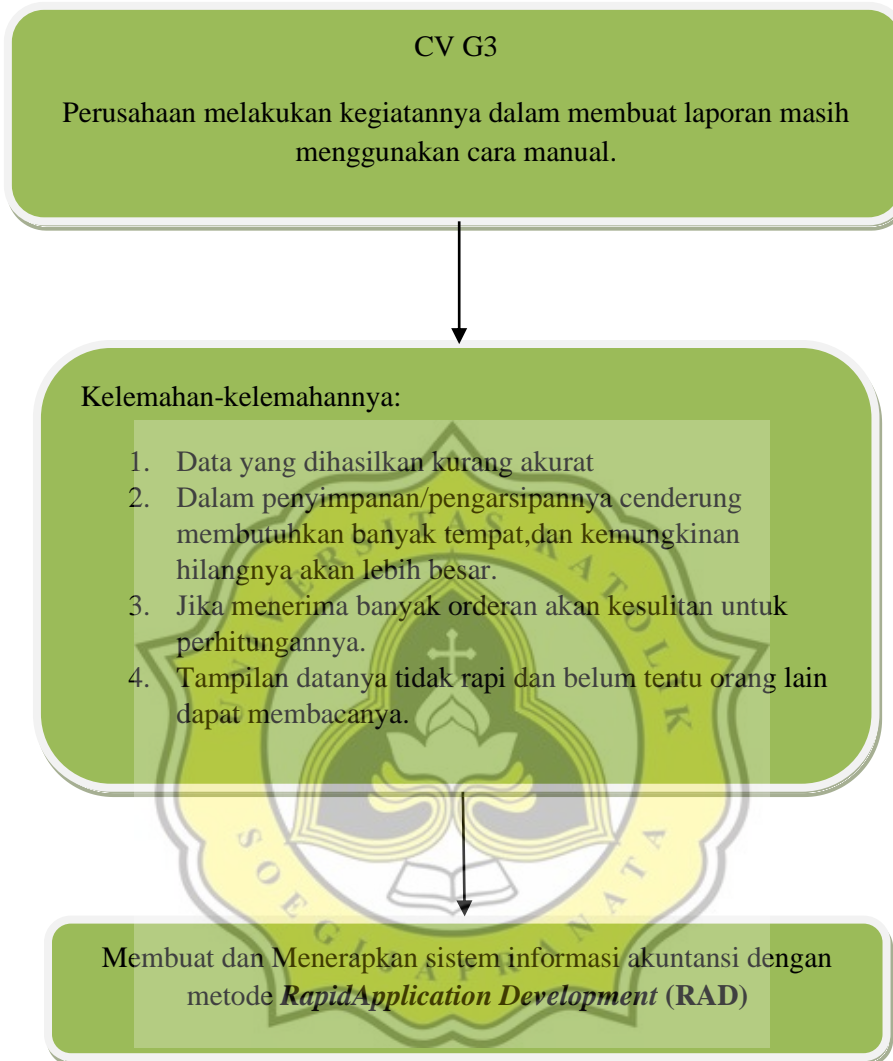 CV G3
Perusahaan melakukan kegiatannya dalam membuat laporan masih
menggunakan cara manual.
Kelemahan-kelemahannya:
1. Data yang dihasilkan kurang akurat
2. Dalam penyimpanan/pengarsipannya cenderung
membutuhkan banyak tempat,dan kemungkinan
hilangnya akan lebih besar.
3. Jika menerima banyak orderan akan kesulitan untuk
perhitungannya.
4. Tampilan datanya tidak rapi dan belum tentu orang lain
dapat membacanya.
UNIVERSITAS KATOLIK
SOEGIJAPRANATA
Membuat dan Menerapkan sistem informasi akuntansi dengan
metode RapidApplication Development (RAD)